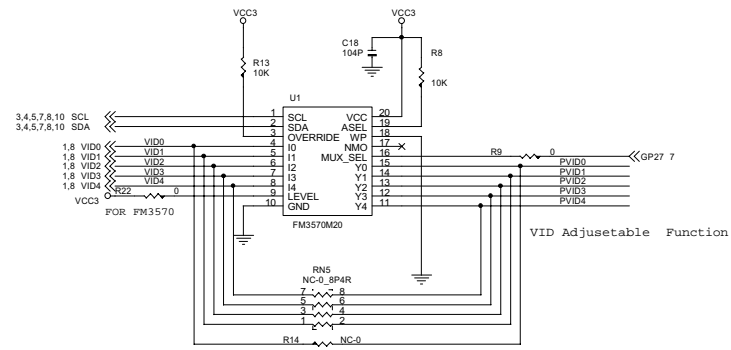 VCC3
VCC3
C18
104P
R13
10K
R8
10K
U1
3,4,5,7,8,10 SCL
3,4,5,7,8,10 SDA
1,8 VID0
1,8 VID1
1,8 VID2
1,8 VID3
1,8 VID4
VID0
VID1
VID2
VID3
VID4
R22 0
VCC3
FOR FM3570
1 SCL VCC 20
2 SDA ASEL 19
3 OVERRIDE WP 18
4 I0 NMO 17
5 I1 MUX_SEL 16
6 I2 Y0 15
7 I3 Y1 14
8 I4 Y2 13
9 LEVEL Y3 12
10 GND Y4 11
FM3570M20
R9 0
GP27 7
PVID0
PVID1
PVID2
PVID3
PVID4
VID Adjusetable Function
RN5
NC-0_8P4R
7 8
5 6
3 4
1 2
R14 NC-0